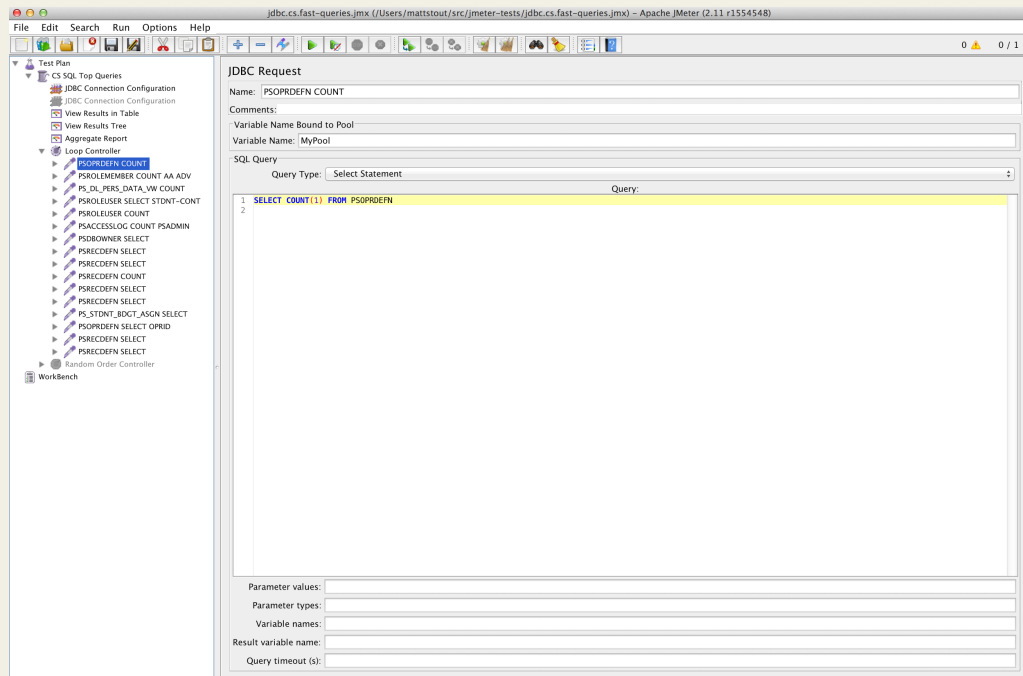 jdbc.cs.fast-queries.jmx (/Users/mattstout/src/jmeter-tests/jdbc.cs.fast-queries.jmx) – Apache JMeter (2.11 r1554548)
File Edit Search Run Options Help
0 0 / 1
Test Plan
CS SQL Top Queries
JDBC Connection Configuration
JDBC Connection Configuration
View Results in Table
View Results Tree
Aggregate Report
Loop Controller
PSOPRDEFN COUNT
PSROLEMEMBER COUNT AA ADV
PS_DL_PERS_DATA_VW COUNT
PSROLEUSER SELECT STDNT-CONT
PSROLEUSER COUNT
PSACCESSLOG COUNT PSADMIN
PSDBOWNER SELECT
PSRECDEFN SELECT
PSRECDEFN SELECT
PSRECDEFN COUNT
PSRECDEFN SELECT
PSRECDEFN SELECT
PS_STDNT_BDGT_ASGN SELECT
PSOPRDEFN SELECT OPRID
PSRECDEFN SELECT
PSRECDEFN SELECT
Random Order Controller
WorkBench
JDBC Request
Name: PSOPRDEFN COUNT
Comments:
Variable Name Bound to Pool
Variable Name: MyPool
SQL Query
Query Type: Select Statement
Query:
1 SELECT COUNT(1) FROM PSOPRDEFN
2
Parameter values:
Parameter types:
Variable names:
Result variable name:
Query timeout (s):